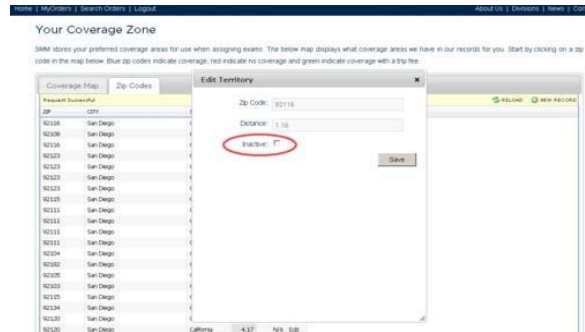 Home | MyOrders | Search Orders | Logout
About Us | Divisions | News |
Your Coverage Zone
SMM stores your preferred coverage areas for use when assigning exams. The below map displays what coverage areas we have in our records for you. Start by clicking on a zip
code in the map below. Blue zip codes indicate coverage, red indicate no coverage and green indicate coverage with a trip fee.
Coverage Map
Zip Codes
Edit Territory
Request Successful
RELOAD
NEW RECORD
Zip Code: 92116
Distance: 1.16
Inactive:
Save
ZIP CITY
92116 San Diego
92108 San Diego
92116 San Diego
92123 San Diego
92123 San Diego
92123 San Diego
92123 San Diego
92115 San Diego
92111 San Diego
92111 San Diego
92111 San Diego
92111 San Diego
92104 San Diego
92102 San Diego
92105 San Diego
92103 San Diego
92115 San Diego
92134 San Diego
92120 San Diego
92120 San Diego California 4.17 N/A Edit